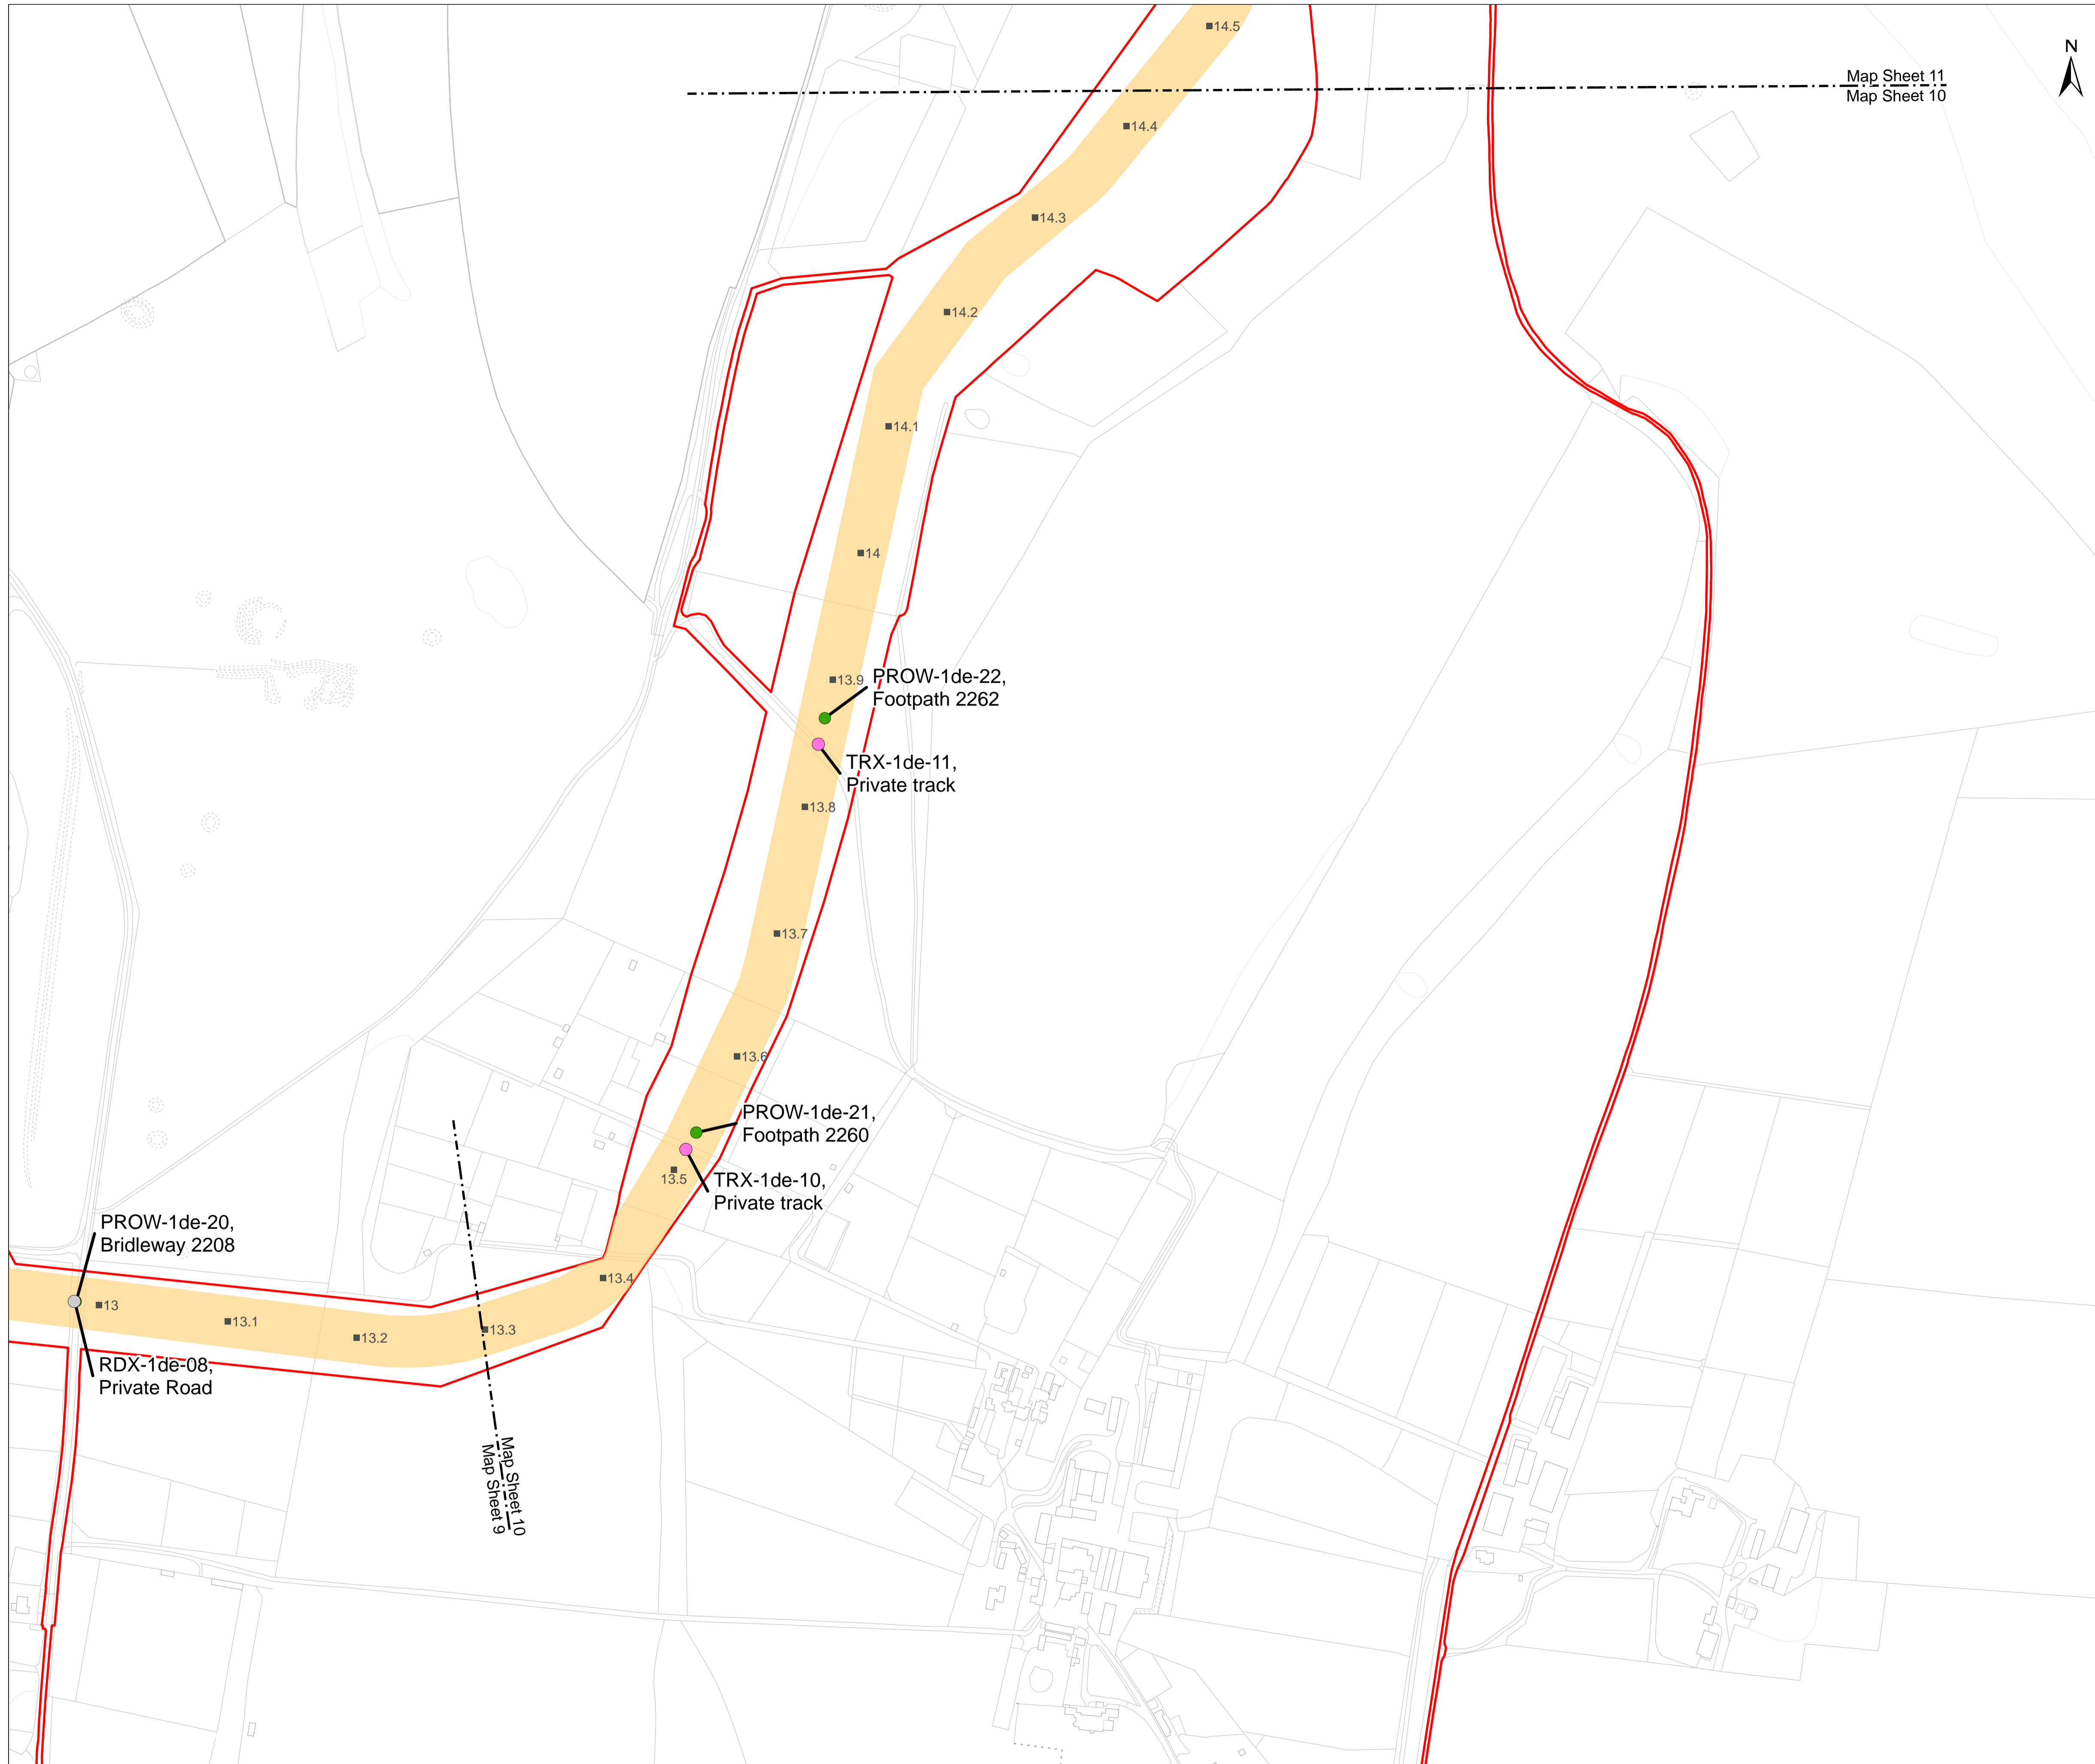 14.5
N
Map Sheet 11
Map Sheet 10
14.4
14.3
14.2
14.1
14
13.9
PROW-1de-22,
Footpath 2262
TRX-1de-11,
Private track
13.8
13.7
13.6
PROW-1de-21,
Footpath 2260
13.5
TRX-1de-10,
Private track
PROW-1de-20,
Bridleway 2208
13.4
13
13.1
13.2
13.3
RDX-1de-08,
Private Road
Map Sheet 10
Map Sheet 9